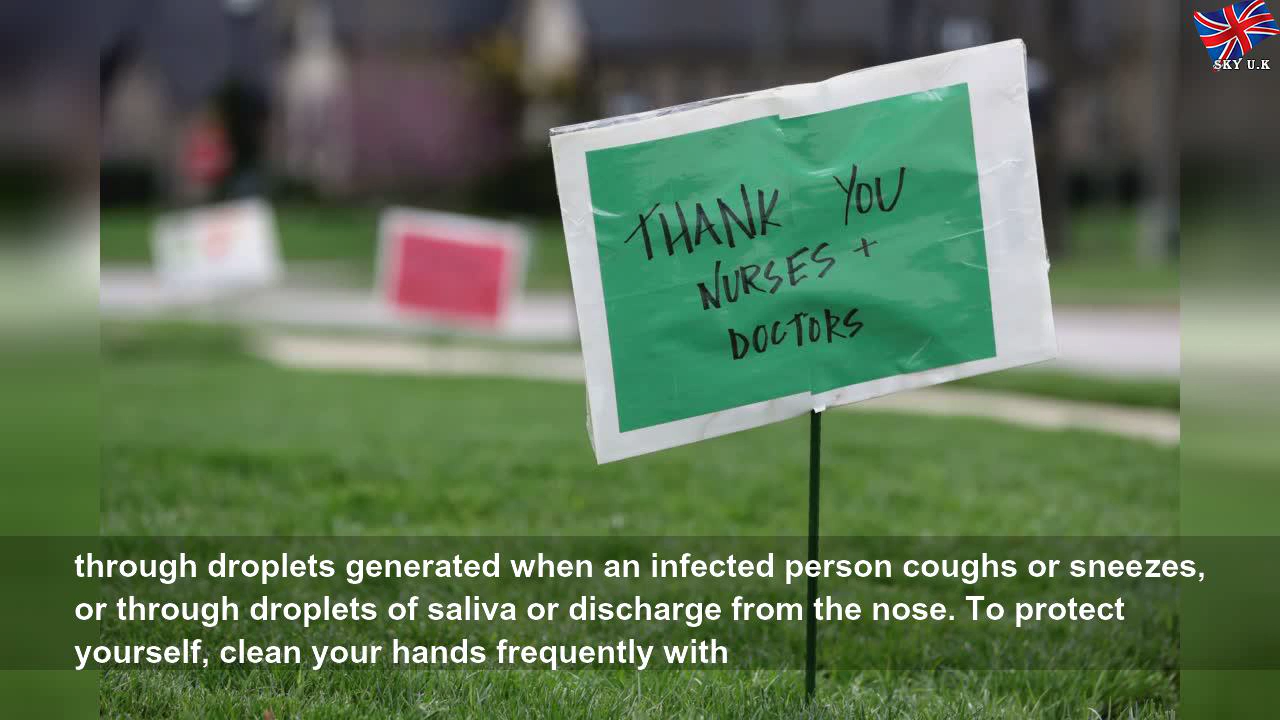 SKY U.K
THANK YOU
NURSES +
DOCTORS
through droplets generated when an infected person coughs or sneezes,
or through droplets of saliva or discharge from the nose. To protect
yourself, clean your hands frequently with